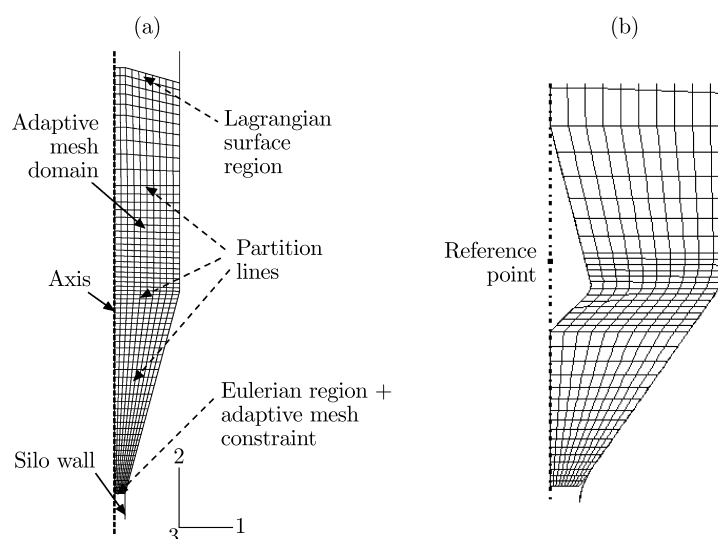 (a)
(b)
Lagrangian
surface
region
Adaptive
mesh
domain
Partition
lines
Axis
Reference
point
Eulerian region +
adaptive mesh
constraint
Silo wall
2
1
3